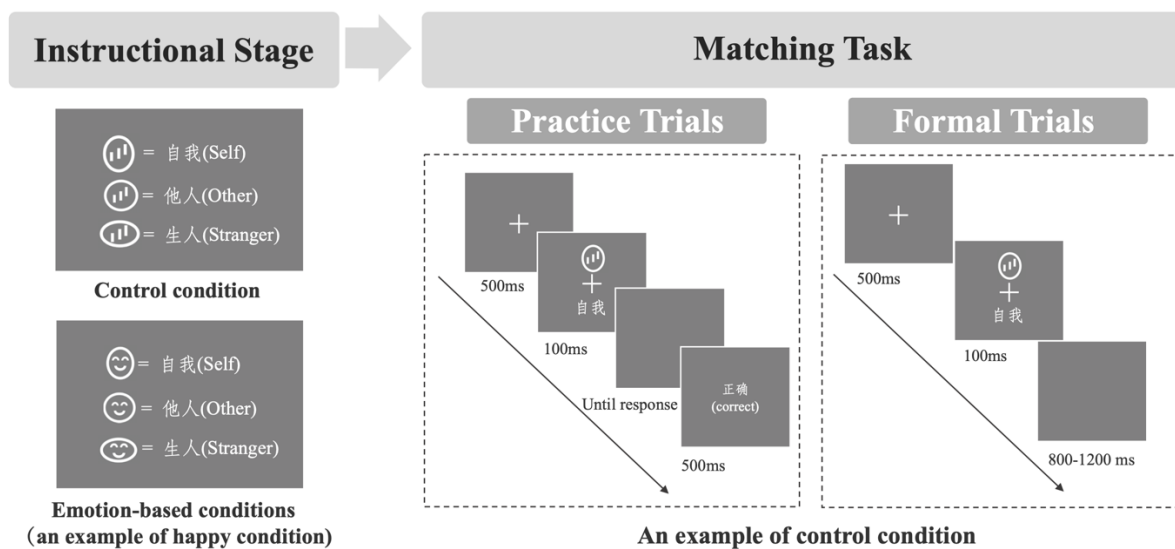 Instructional Stage
Matching Task
= 自我(Self)
= 他人(Other)
= 生人(Stranger)
Control condition
= 自我(Self)
= 他人(Other)
= 生人(Stranger)
Emotion-based conditions
（an example of happy condition)
Practice Trials
500ms
自我
100ms
Until response
正确
(correct)
500ms
Formal Trials
500ms
自我
100ms
800-1200 ms
An example of control condition